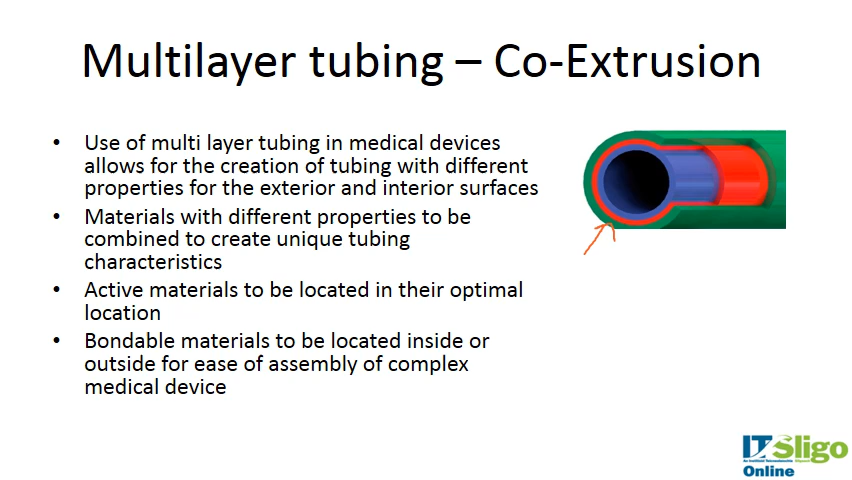 Multilayer tubing – Co-Extrusion
• Use of multi layer tubing in medical devices
allows for the creation of tubing with different
properties for the exterior and interior surfaces
• Materials with different properties to be
combined to create unique tubing
characteristics
• Active materials to be located in their optimal
location
• Bondable materials to be located inside or
outside for ease of assembly of complex
medical device
IT Sligo
Online